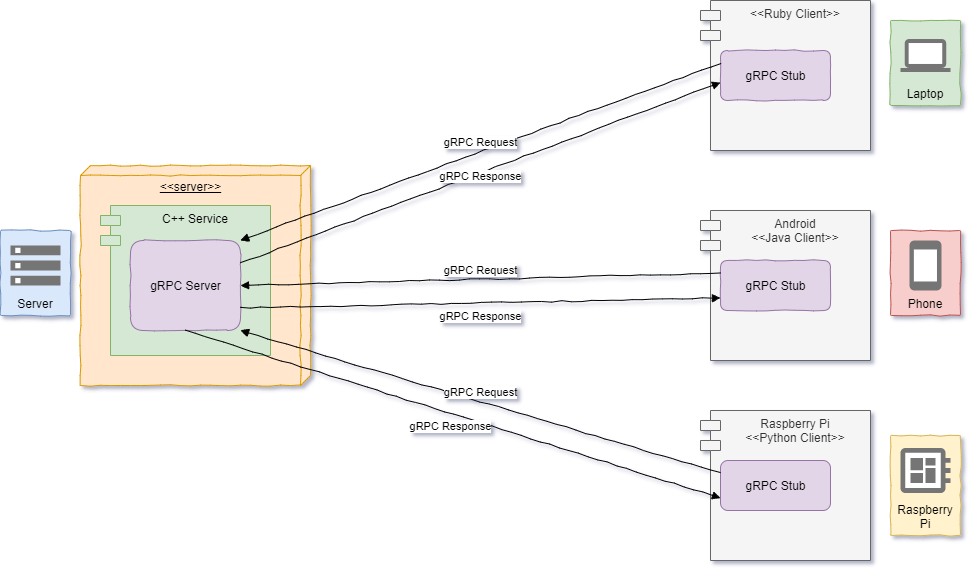 <<Ruby Client>>
gRPC Stub
Laptop
gRPC Request
gRPC Response
<<server>>
C++ Service
gRPC Server
Server
Android
<<Java Client>>
gRPC Stub
Phone
gRPC Request
gRPC Response
gRPC Request
gRPC Response
Raspberry Pi
<<Python Client>>
gRPC Stub
Raspberry
Pi